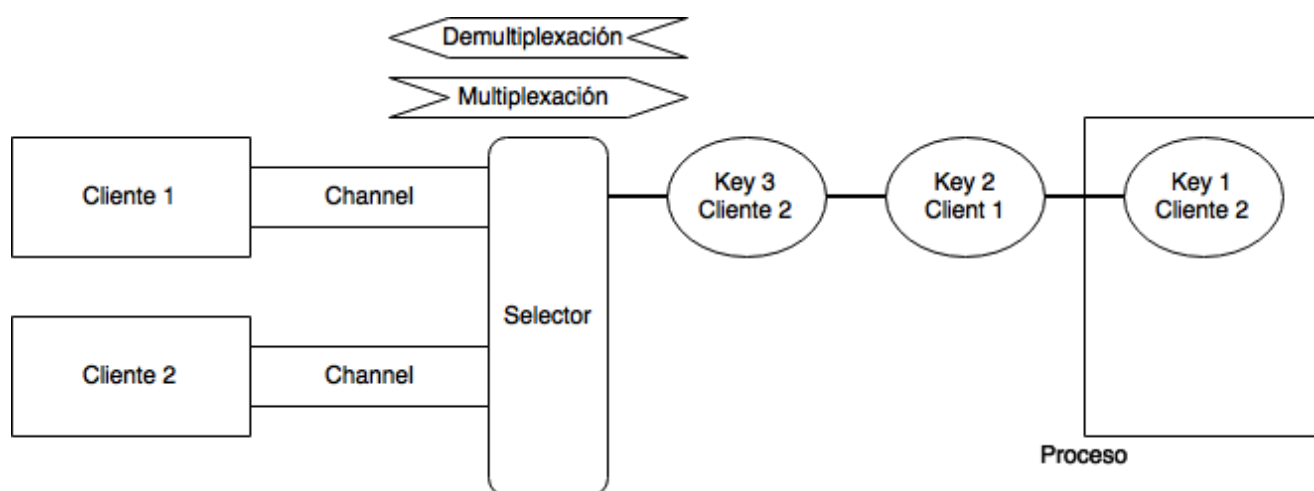 Demultiplexación
Multiplexación
Cliente 1
Channel
Selector
Key 3
Cliente 2
Key 2
Client 1
Key 1
Cliente 2
Cliente 2
Channel
Proceso